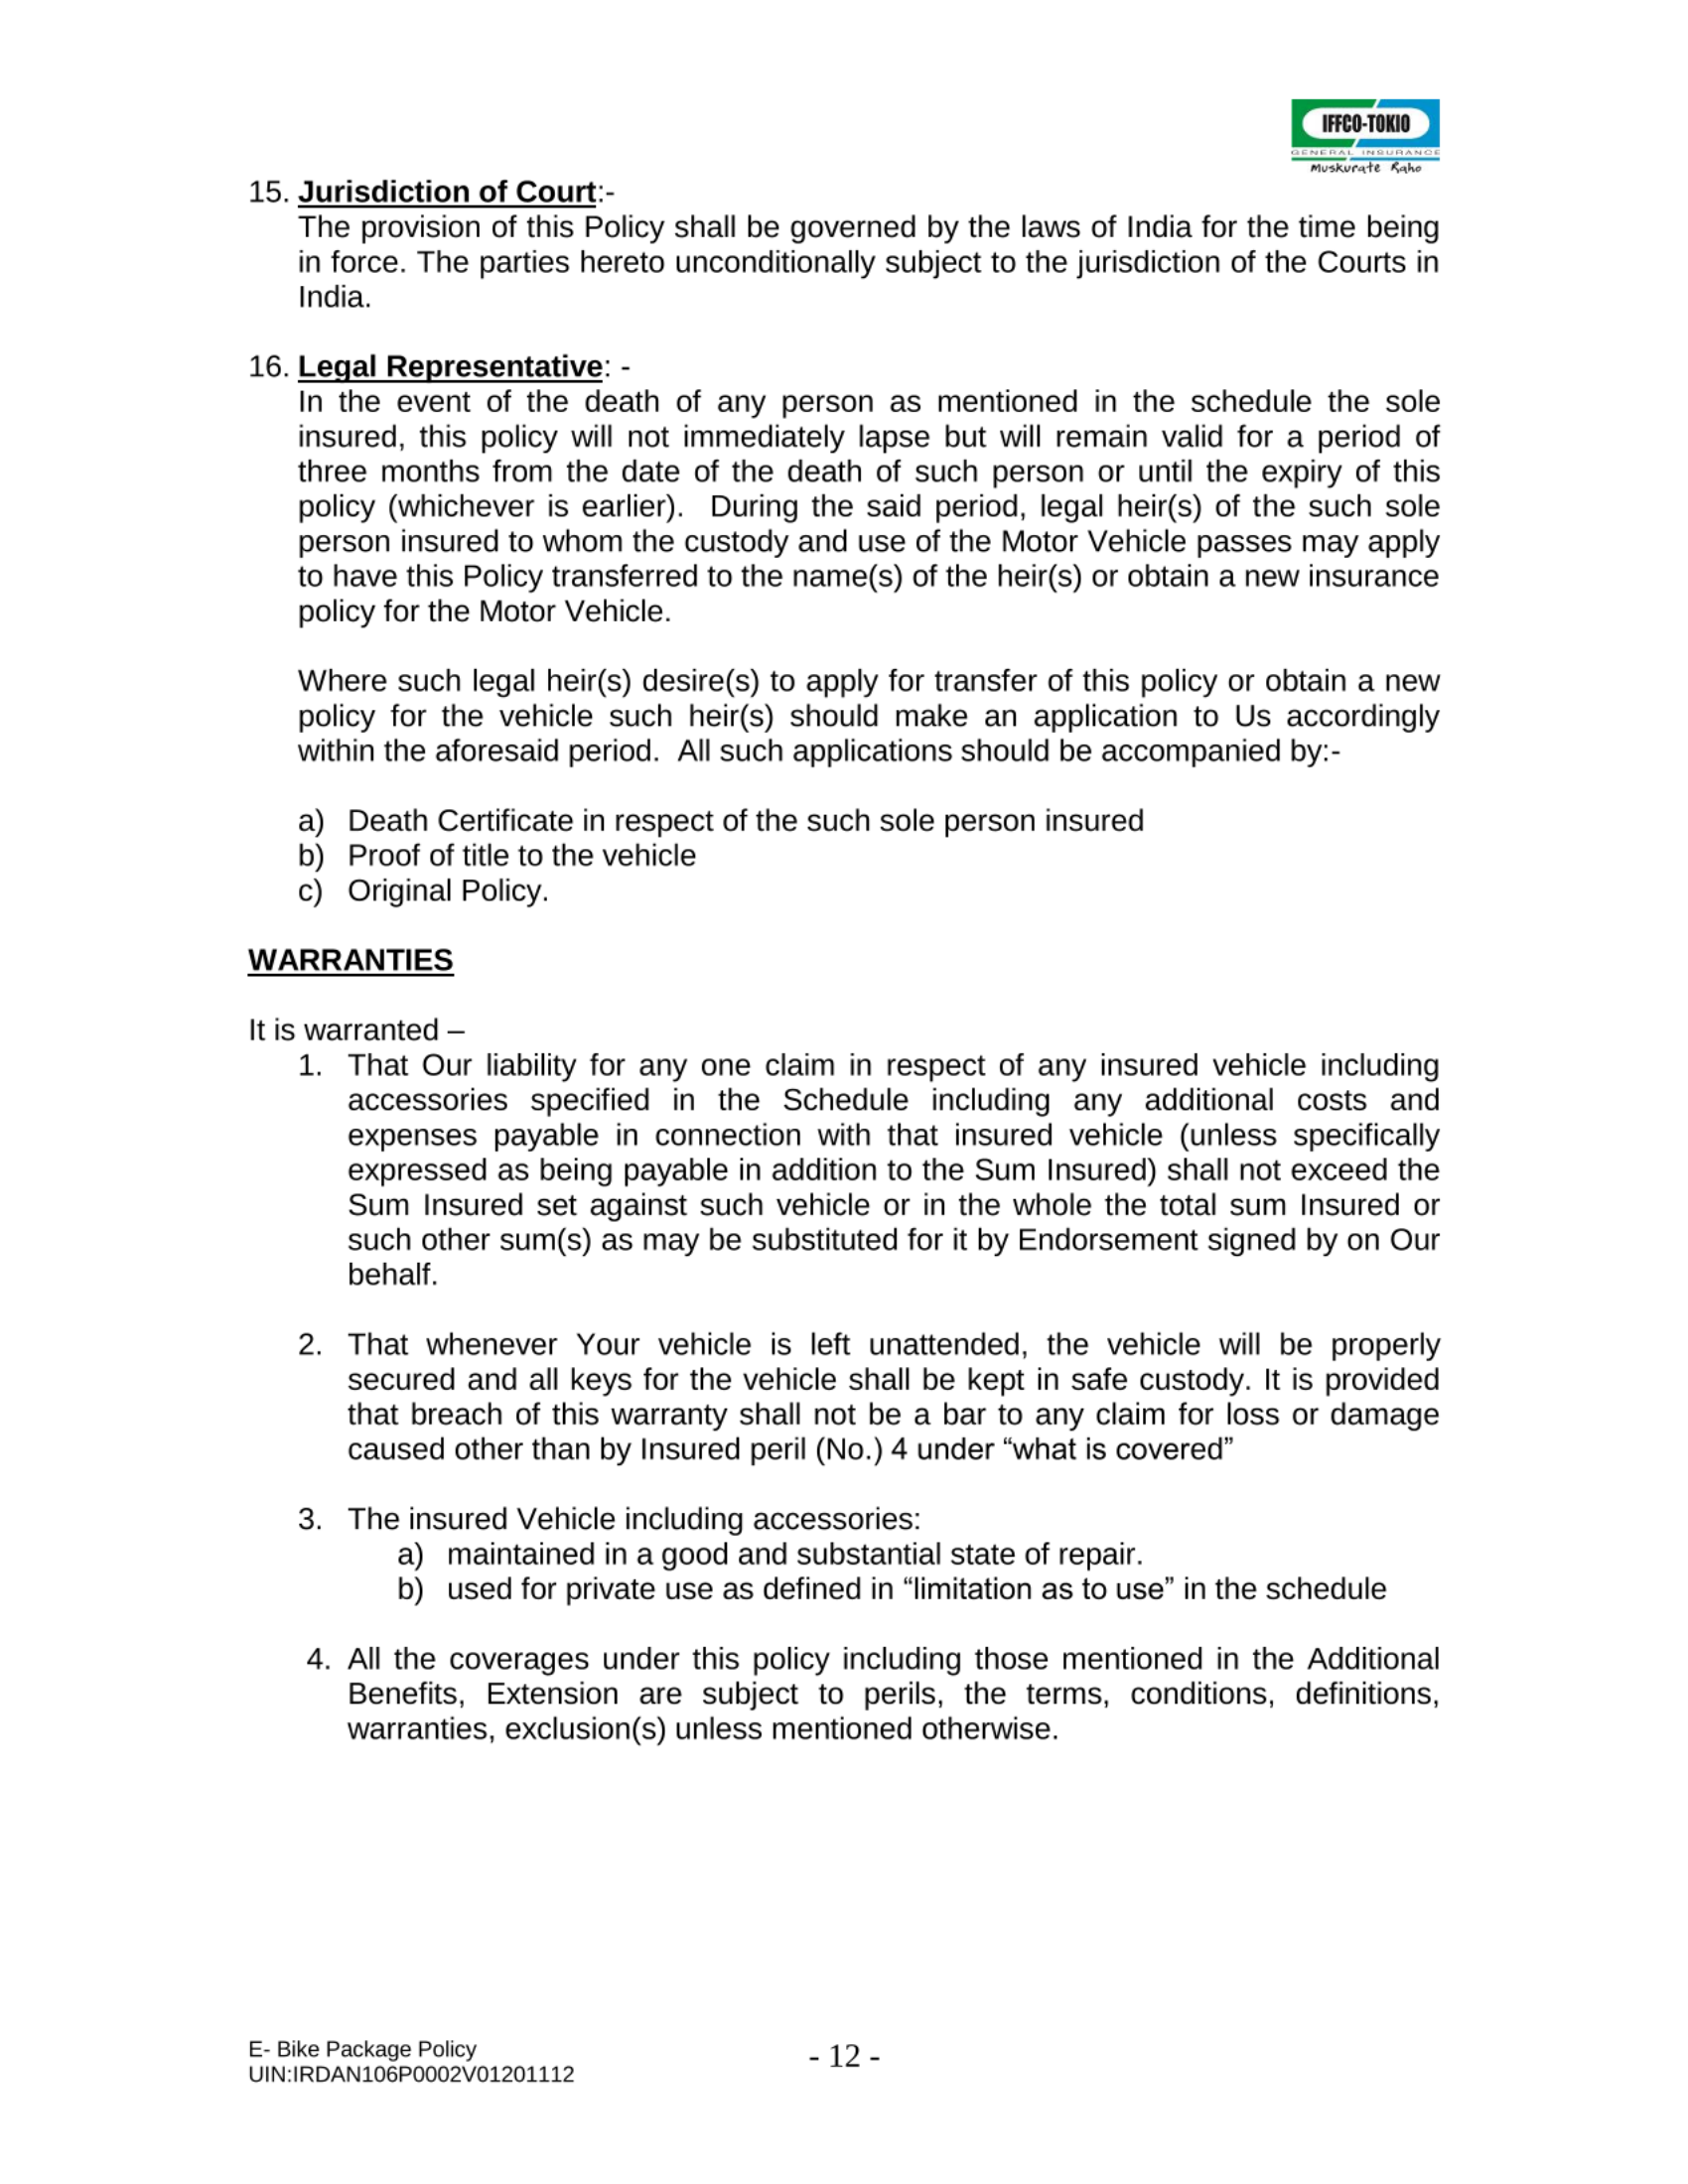 IFFCO-TOKIO
GENERAL INSURANCE
Muskurate Raho
15. Jurisdiction of Court:-
The provision of this Policy shall be governed by the laws of India for the time being
in force. The parties hereto unconditionally subject to the jurisdiction of the Courts in
India.
16. Legal Representative: -
In the event of the death of any person as mentioned in the schedule the sole
insured, this policy will not immediately lapse but will remain valid for a period of
three months from the date of the death of such person or until the expiry of this
policy (whichever is earlier).  During the said period, legal heir(s) of the such sole
person insured to whom the custody and use of the Motor Vehicle passes may apply
to have this Policy transferred to the name(s) of the heir(s) or obtain a new insurance
policy for the Motor Vehicle.
Where such legal heir(s) desire(s) to apply for transfer of this policy or obtain a new
policy for the vehicle such heir(s) should make an application to Us accordingly
within the aforesaid period.  All such applications should be accompanied by:-
a) Death Certificate in respect of the such sole person insured
b) Proof of title to the vehicle
c) Original Policy.
WARRANTIES
It is warranted –
1. That Our liability for any one claim in respect of any insured vehicle including
accessories specified in the Schedule including any additional costs and
expenses payable in connection with that insured vehicle (unless specifically
expressed as being payable in addition to the Sum Insured) shall not exceed the
Sum Insured set against such vehicle or in the whole the total sum Insured or
such other sum(s) as may be substituted for it by Endorsement signed by on Our
behalf.
2. That whenever Your vehicle is left unattended, the vehicle will be properly
secured and all keys for the vehicle shall be kept in safe custody. It is provided
that breach of this warranty shall not be a bar to any claim for loss or damage
caused other than by Insured peril (No.) 4 under “what is covered”
3. The insured Vehicle including accessories:
a) maintained in a good and substantial state of repair.
b) used for private use as defined in “limitation as to use” in the schedule
4. All the coverages under this policy including those mentioned in the Additional
Benefits, Extension are subject to perils, the terms, conditions, definitions,
warranties, exclusion(s) unless mentioned otherwise.
E- Bike Package Policy
UIN:IRDAN106P0002V01201112
- 12 -